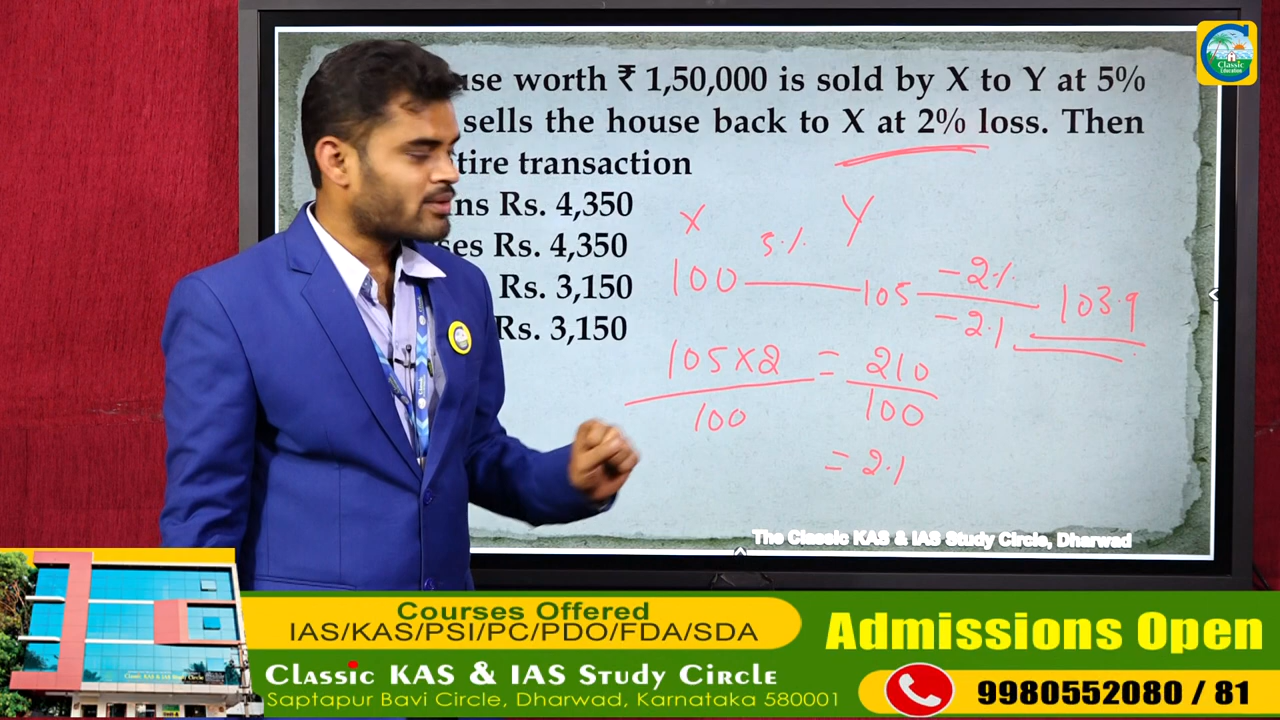 Classic
Education
use worth ₹ 1,50,000 is sold by X to Y at 5%
sells the house back to X at 2% loss. Then
tire transaction
ns Rs. 4,350
ses Rs. 4,350
Rs. 3,150
Rs. 3,150
X Y
5%
100 105 -2% 103.9
-2.1
105x2 = 210
100 100
= 2.1
The Classic KAS & IAS Study Circle, Dharwad
Courses Offered
IAS/KAS/PSI/PC/PDO/FDA/SDA
Classic KAS & IAS Study Circle
Saptapur Bavi Circle, Dharwad, Karnataka 580001
Admissions Open
9980552080 / 81